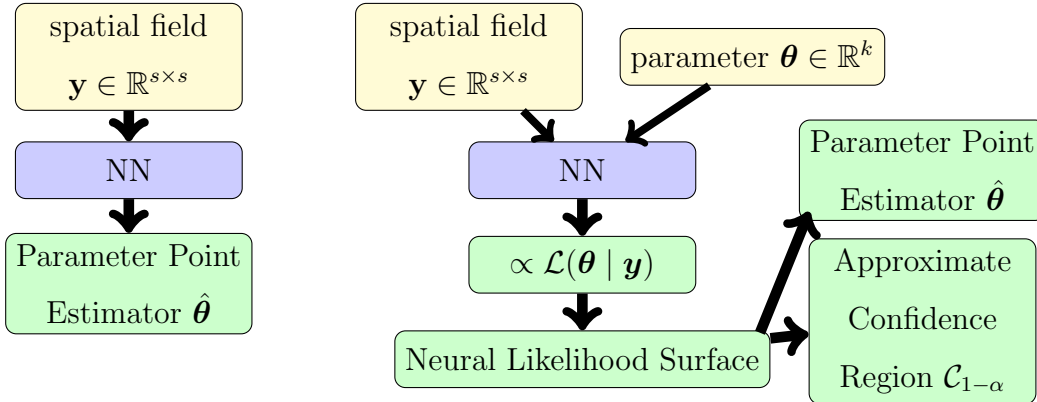 spatial field
𝐲 ∈ ℝ^{s×s}
NN
Parameter Point
Estimator 𝜽̂
spatial field
𝐲 ∈ ℝ^{s×s}
parameter 𝜽 ∈ ℝ^k
NN
∝ 𝓛(𝜽 | 𝒚)
Neural Likelihood Surface
Parameter Point
Estimator 𝜽̂
Approximate
Confidence
Region 𝒞_{1−α}